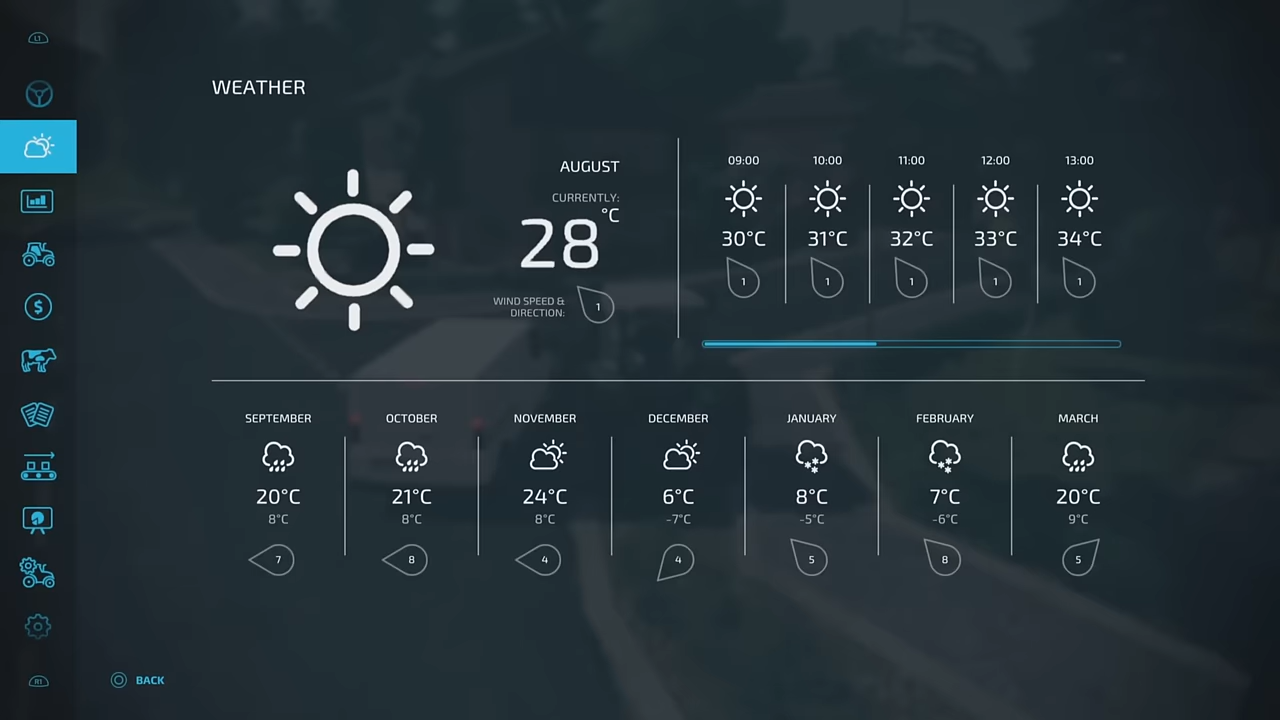 L1
WEATHER
AUGUST
CURRENTLY:
28 °C
WIND SPEED &
DIRECTION:
1
09:00 10:00 11:00 12:00 13:00
30°C 31°C 32°C 33°C 34°C
1 1 1 1 1
$
SEPTEMBER OCTOBER NOVEMBER DECEMBER JANUARY FEBRUARY MARCH
20°C 21°C 24°C 6°C 8°C 7°C 20°C
8°C 8°C 8°C -7°C -5°C -6°C 9°C
7 8 4 4 5 8 5
R1
BACK